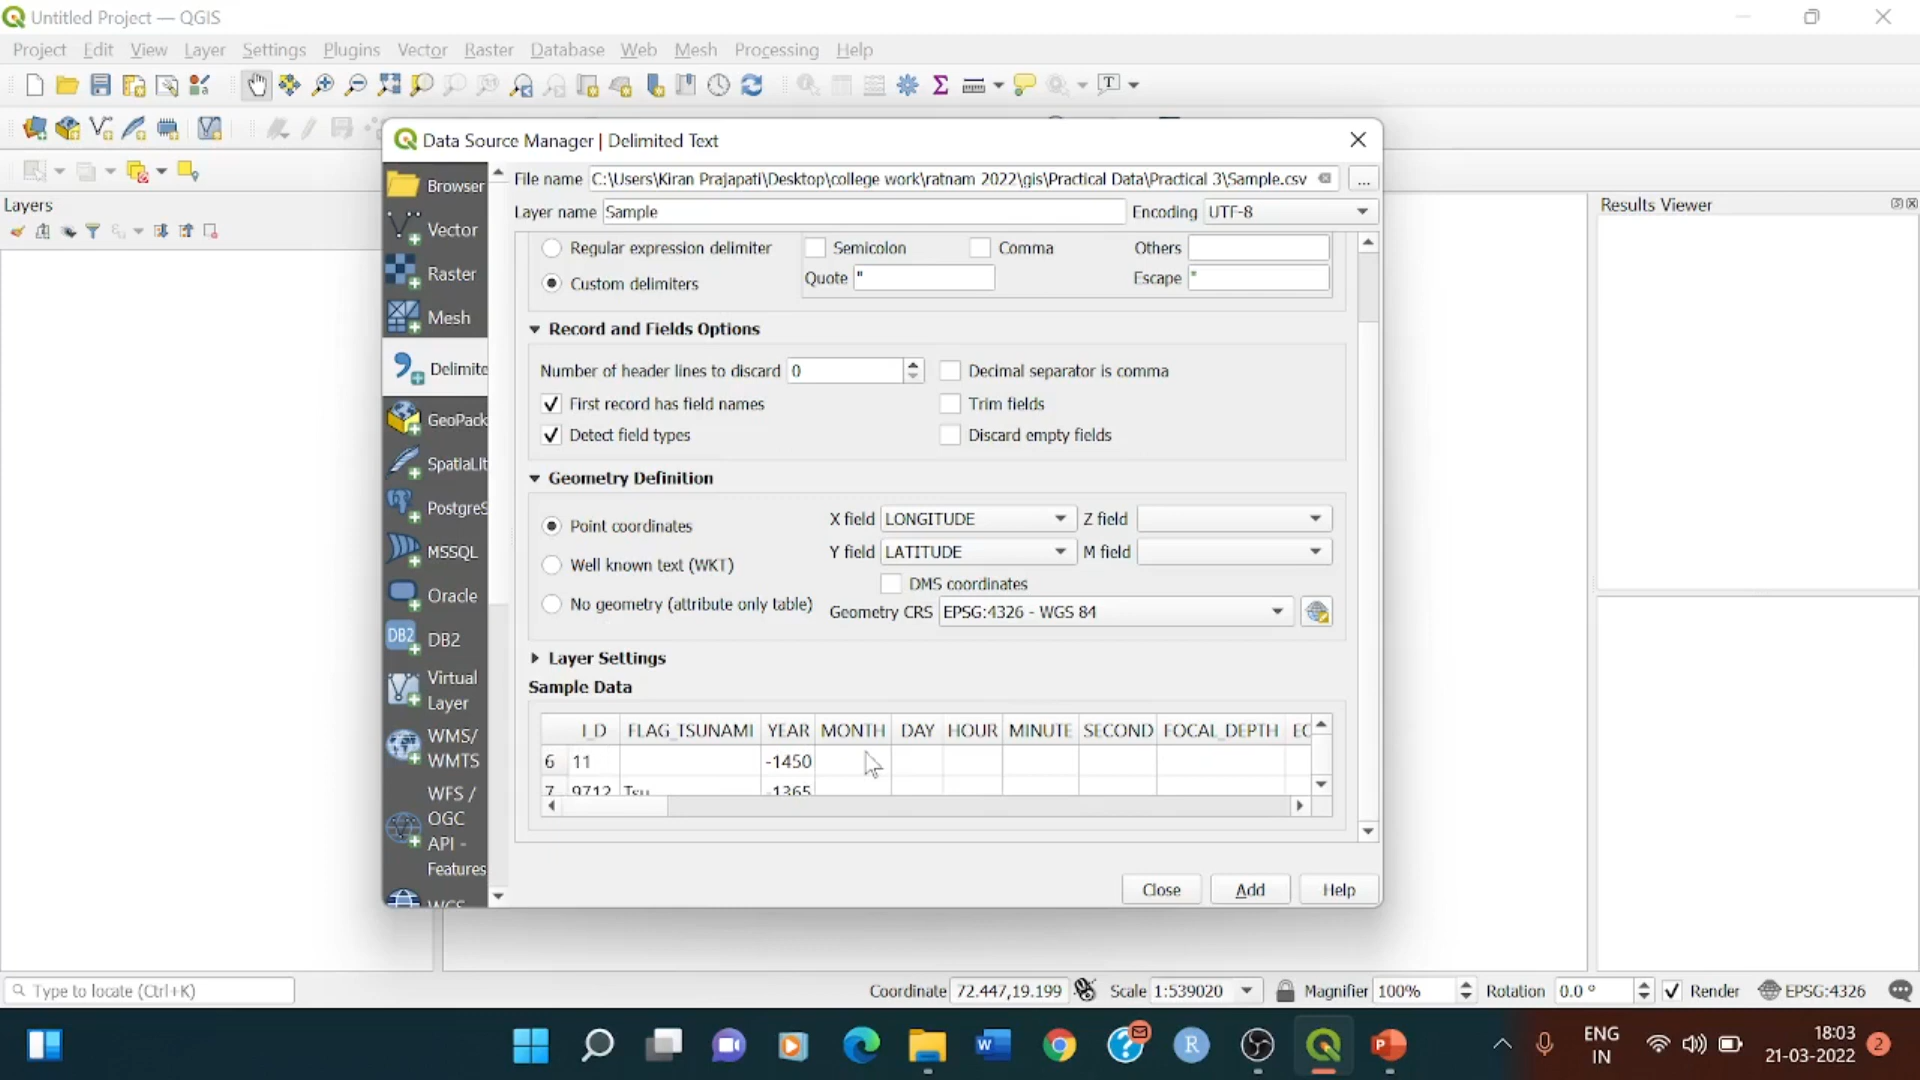 Untitled Project — QGIS
Project Edit View Layer Settings Plugins Vector Raster Database Web Mesh Processing Help
Data Source Manager | Delimited Text
Layers
Results Viewer
Browser
Vector
Raster
Mesh
Delimite
GeoPack
SpatiaLit
PostgreS
MSSQL
Oracle
DB2
DB2
Virtual
Layer
WMS/
WMTS
WFS /
OGC
API -
Features
File name C:\Users\Kiran Prajapati\Desktop\college work\ratnam 2022\gis\Practical Data\Practical 3\Sample.csv ...
Layer name Sample Encoding UTF-8
Regular expression delimiter Semicolon Comma Others
Custom delimiters Quote " Escape "
Record and Fields Options
Number of header lines to discard 0 Decimal separator is comma
First record has field names Trim fields
Detect field types Discard empty fields
Geometry Definition
Point coordinates X field LONGITUDE Z field
Y field LATITUDE M field
Well known text (WKT)
DMS coordinates
No geometry (attribute only table) Geometry CRS EPSG:4326 - WGS 84
Layer Settings
Sample Data
I_D FLAG_TSUNAMI YEAR MONTH DAY HOUR MINUTE SECOND FOCAL_DEPTH EC
6 11 -1450
7 9712 Tsu -1365
Close Add Help
Type to locate (Ctrl+K) Coordinate 72.447,19.199 Scale 1:539020 Magnifier 100% Rotation 0.0 ° Render EPSG:4326
ENG
IN
18:03
21-03-2022
2